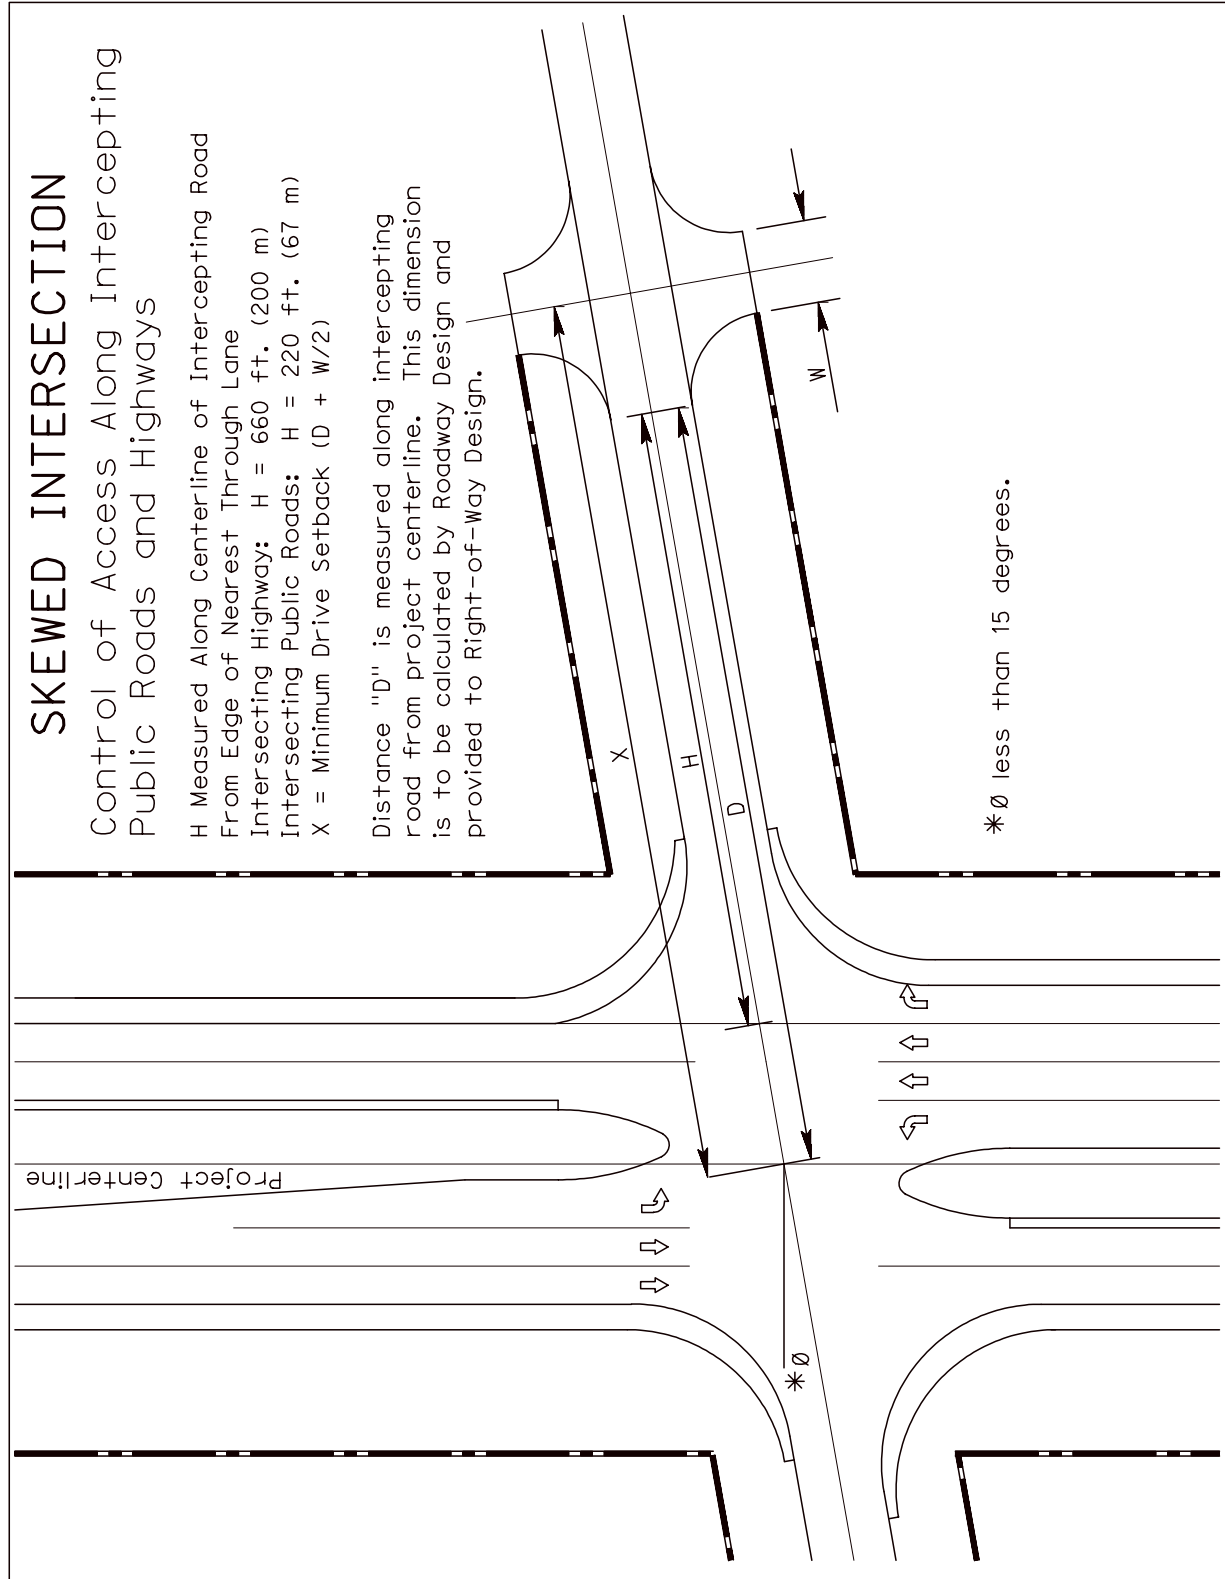 SKEWED INTERSECTION
Control of Access Along Intercepting
Public Roads and Highways
H Measured Along Centerline of Intercepting Road
From Edge of Nearest Through Lane
Intersecting Highway: H = 660 ft. (200 m)
Intersecting Public Roads: H = 220 ft. (67 m)
X = Minimum Drive Setback (D + W/2)
Distance "D" is measured along intercepting
road from project centerline. This dimension
is to be calculated by Roadway Design and
provided to Right-of-Way Design.
X
H
D
W
*Ø less than 15 degrees.
Project Centerline
*Ø